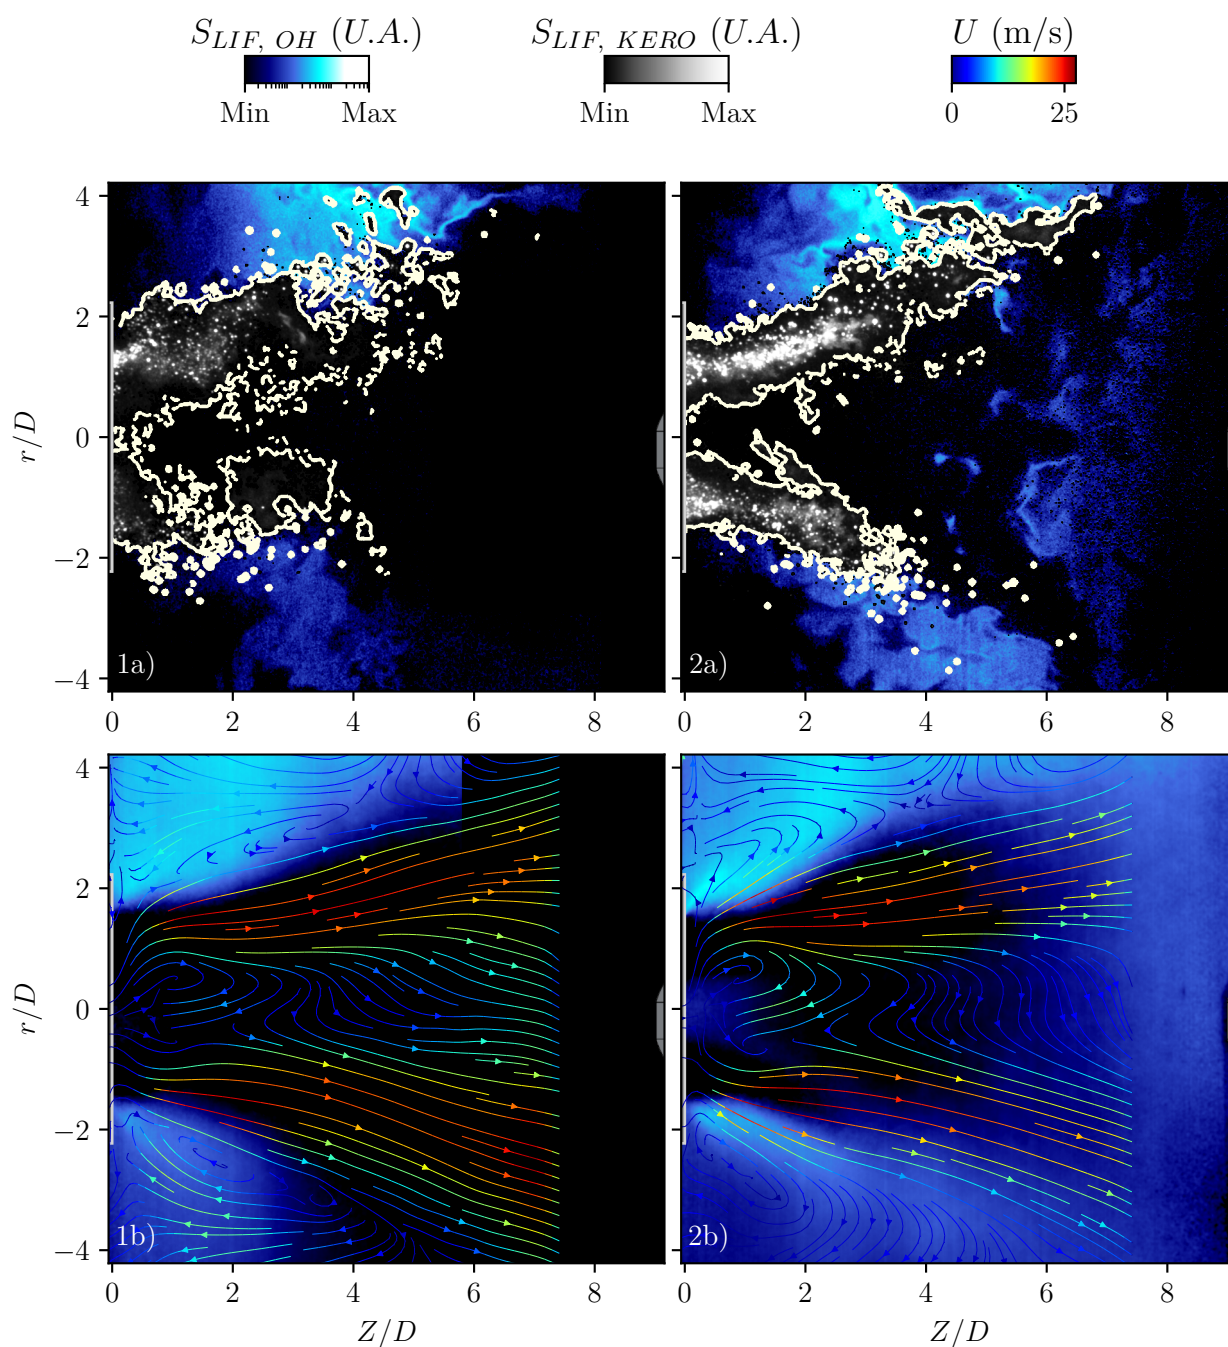 S_{LIF, OH} (U.A.) S_{LIF, KERO} (U.A.) U (m/s)
Min Max Min Max 0 25
4
2
0
−2
−4
r/D
1a) 2a)
0 2 4 6 8 0 2 4 6 8
4
2
0
−2
−4
r/D
1b) 2b)
0 2 4 6 8 0 2 4 6 8
Z/D Z/D